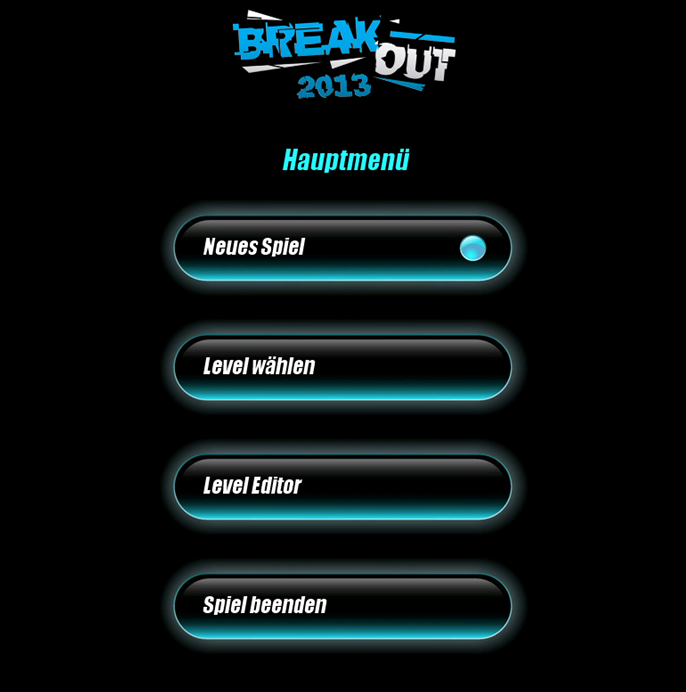 BREAK
OUT
2013
Hauptmenü
Neues Spiel
Level wählen
Level Editor
Spiel beenden